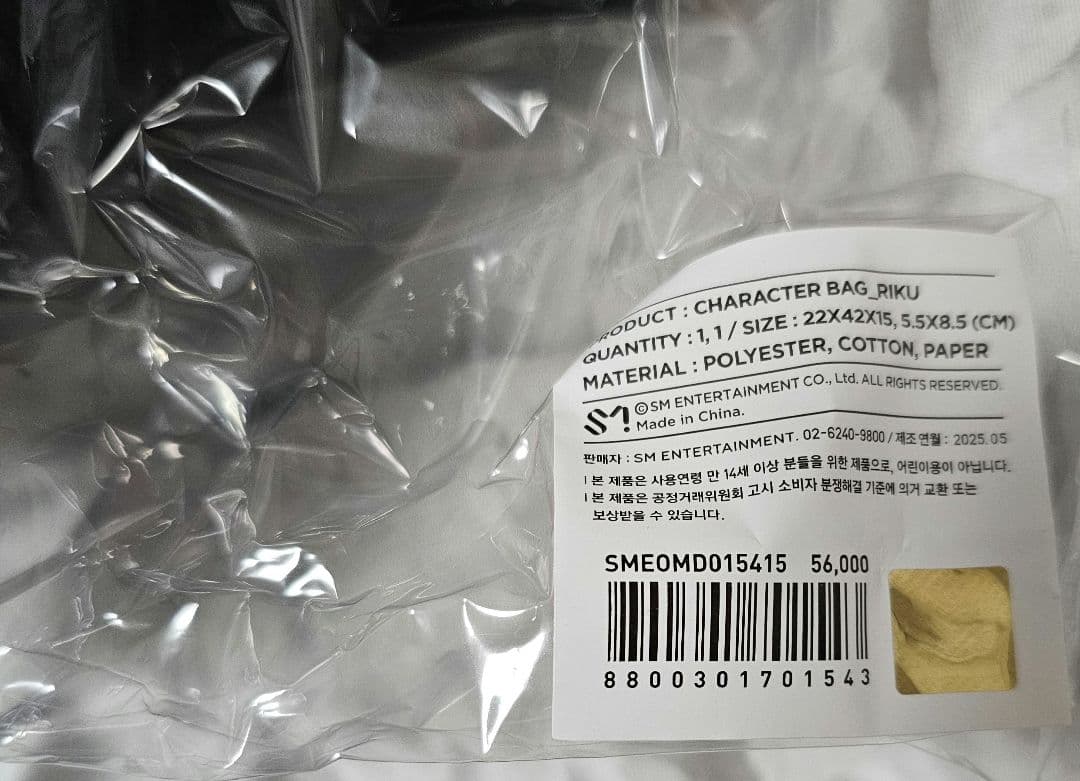 PRODUCT : CHARACTER BAG_RIKU
QUANTITY : 1, 1 / SIZE : 22X42X15, 5.5X8.5 (CM)
MATERIAL : POLYESTER, COTTON, PAPER
SM ©SM ENTERTAINMENT CO., Ltd. ALL RIGHTS RESERVED.
Made in China.
판매자 : SM ENTERTAINMENT. 02-6240-9800 / 제조연월 : 2025.05
| 본 제품은 사용연령 만 14세 이상 분들을 위한 제품으로, 어린이용이 아닙니다.
| 본 제품은 공정거래위원회 고시 소비자 분쟁해결 기준에 의거 교환 또는
보상받을 수 있습니다.
SMEOMD015415 56,000
8800301701543